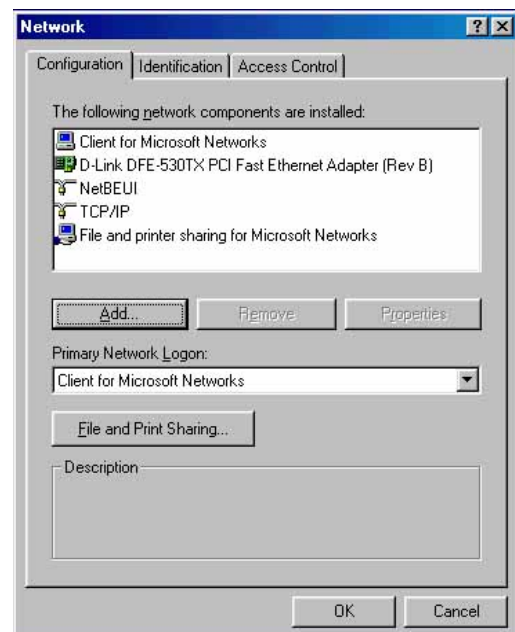 Network
Configuration Identification Access Control
The following network components are installed:
Client for Microsoft Networks
D-Link DFE-530TX PCI Fast Ethernet Adapter (Rev B)
NetBEUI
TCP/IP
File and printer sharing for Microsoft Networks
Add... Remove Properties
Primary Network Logon:
Client for Microsoft Networks
File and Print Sharing...
Description
OK Cancel